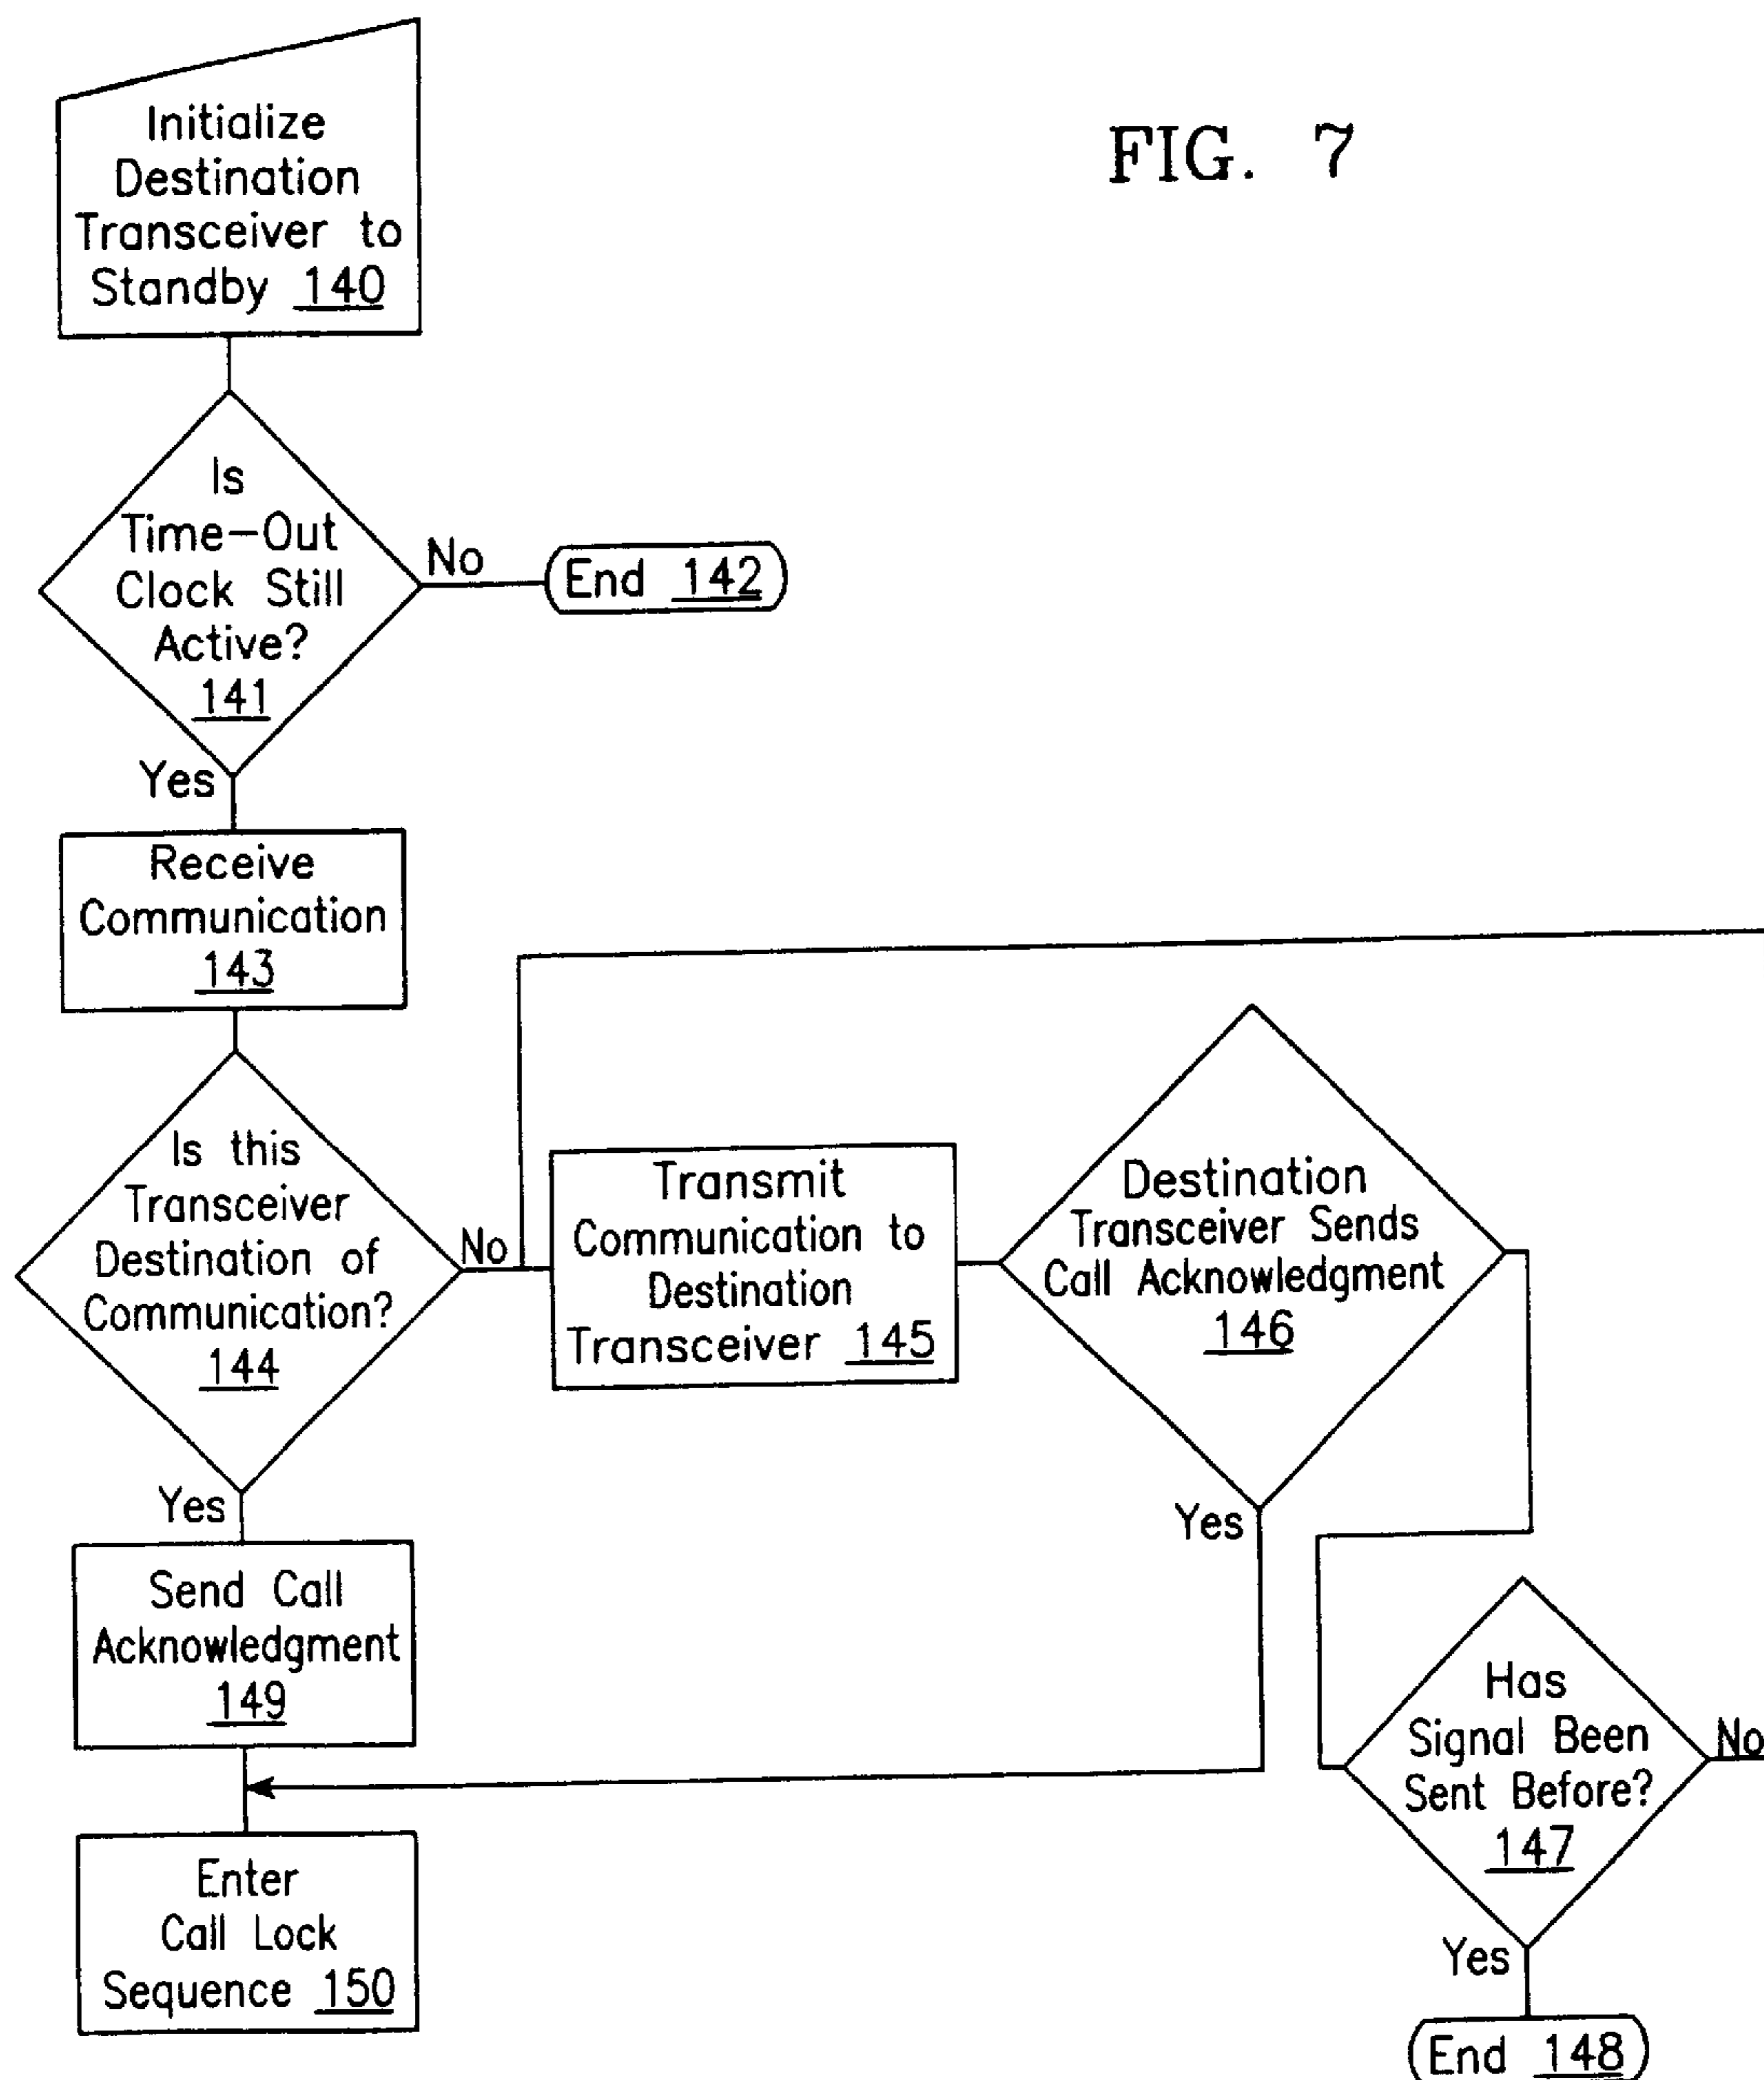 FIG. 7
Initialize
Destination
Transceiver to
Standby 140
Is
Time-Out
Clock Still
Active?
141
No
End 142
Yes
Receive
Communication
143
Is this
Transceiver
Destination of
Communication?
144
No
Transmit
Communication to
Destination
Transceiver 145
Destination
Transceiver Sends
Call Acknowledgment
146
Yes
Yes
Send Call
Acknowledgment
149
Has
Signal Been
Sent Before?
147
No
Enter
Call Lock
Sequence 150
Yes
End 148